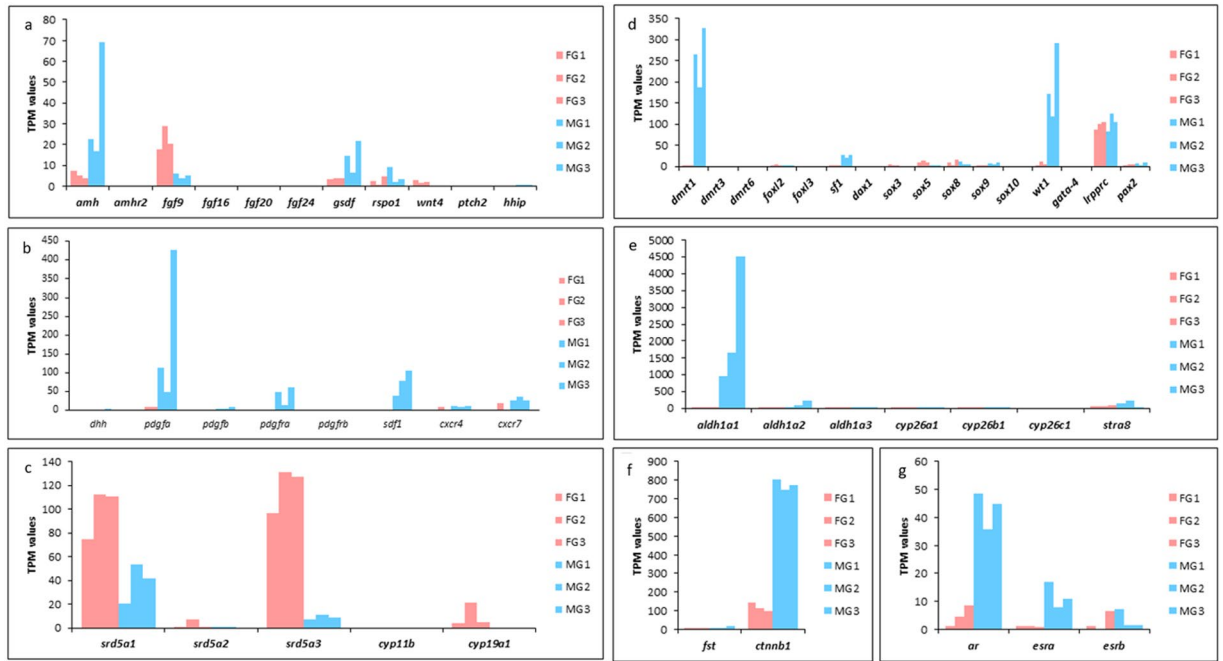 a
TPM values
80
70
60
50
40
30
20
10
0
amh amhr2 fgf9 fgf16 fgf20 fgf24 gsdf rspo1 wnt4 ptch2 hhip
FG1
FG2
FG3
MG1
MG2
MG3
d
TPM values
350
300
250
200
150
100
50
0
dmrt1 dmrt3 dmrt6 foxl2 foxl3 sf1 dax1 sox3 sox5 sox8 sox9 sox10 wt1 gata-4 lrpprc pax2
FG1
FG2
FG3
MG1
MG2
MG3
b
TPM values
450
400
350
300
250
200
150
100
50
0
dhh pdgfa pdgfb pdgfra pdgfrb sdf1 cxcr4 cxcr7
FG1
FG2
FG3
MG1
MG2
MG3
e
TPM values
5000
4500
4000
3500
3000
2500
2000
1500
1000
500
0
aldh1a1 aldh1a2 aldh1a3 cyp26a1 cyp26b1 cyp26c1 stra8
FG1
FG2
FG3
MG1
MG2
MG3
c
TPM values
140
120
100
80
60
40
20
0
srd5a1 srd5a2 srd5a3 cyp11b cyp19a1
FG1
FG2
FG3
MG1
MG2
MG3
f
TPM values
900
800
700
600
500
400
300
200
100
0
fst ctnnb1
FG1
FG2
FG3
MG1
MG2
MG3
g
TPM values
60
50
40
30
20
10
0
ar esra esrb
FG1
FG2
FG3
MG1
MG2
MG3